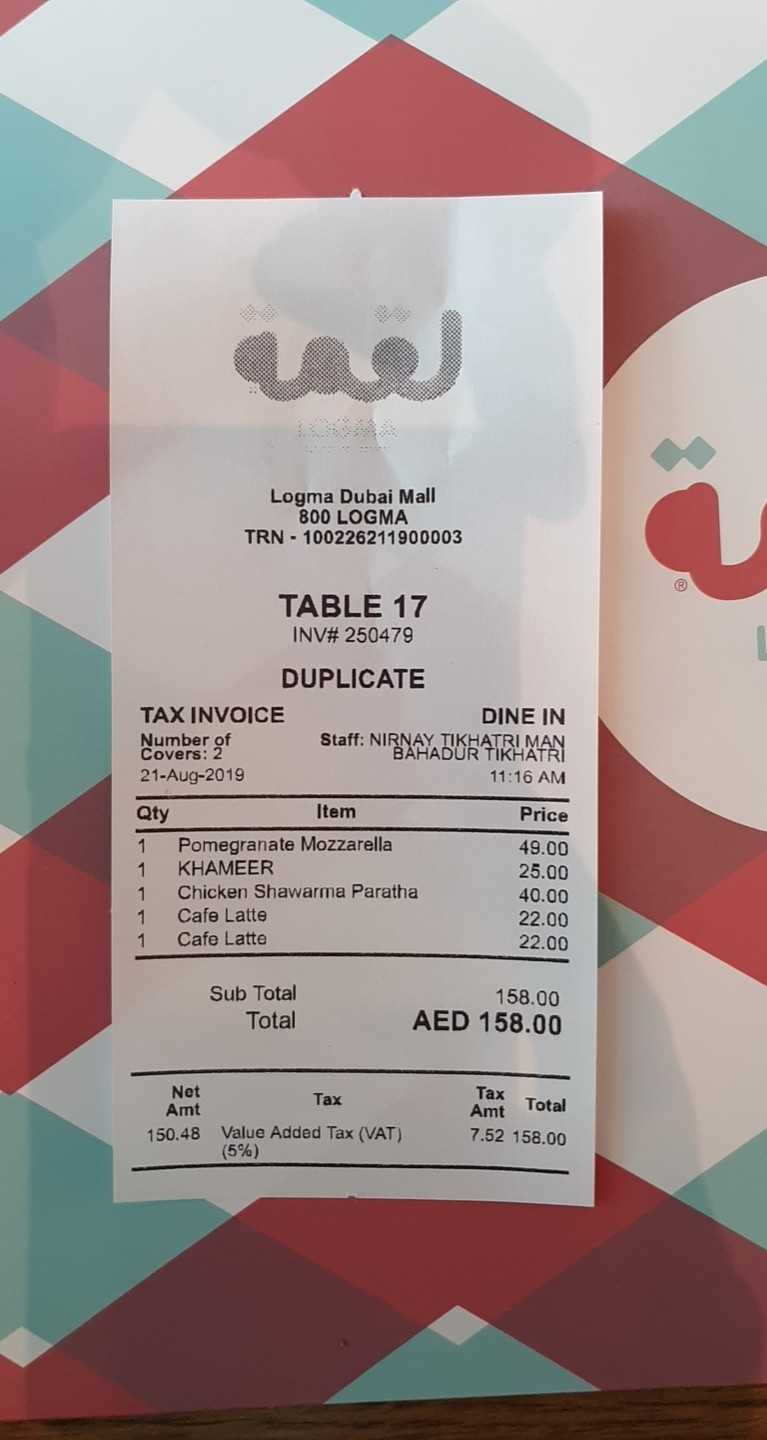 لقمة
LOGMA
Logma Dubai Mall
800 LOGMA
TRN - 100226211900003
TABLE 17
INV# 250479
DUPLICATE
TAX INVOICE DINE IN
Number of Covers: 2 Staff: NIRNAY TIKHATRI MAN BAHADUR TIKHATRI
21-Aug-2019 11:16 AM
Qty Item Price
1 Pomegranate Mozzarella 49.00
1 KHAMEER 25.00
1 Chicken Shawarma Paratha 40.00
1 Cafe Latte 22.00
1 Cafe Latte 22.00
Sub Total 158.00
Total AED 158.00
Net Amt Tax Tax Amt Total
150.48 Value Added Tax (VAT) (5%) 7.52 158.00
®